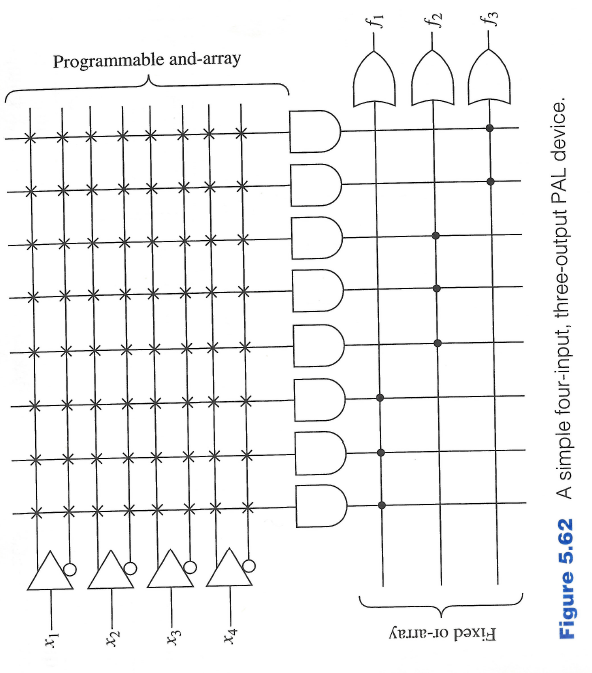 Programmable and-array
f1
f2
f3
x1
x2
x3
x4
Fixed or-array
Figure 5.62 A simple four-input, three-output PAL device.